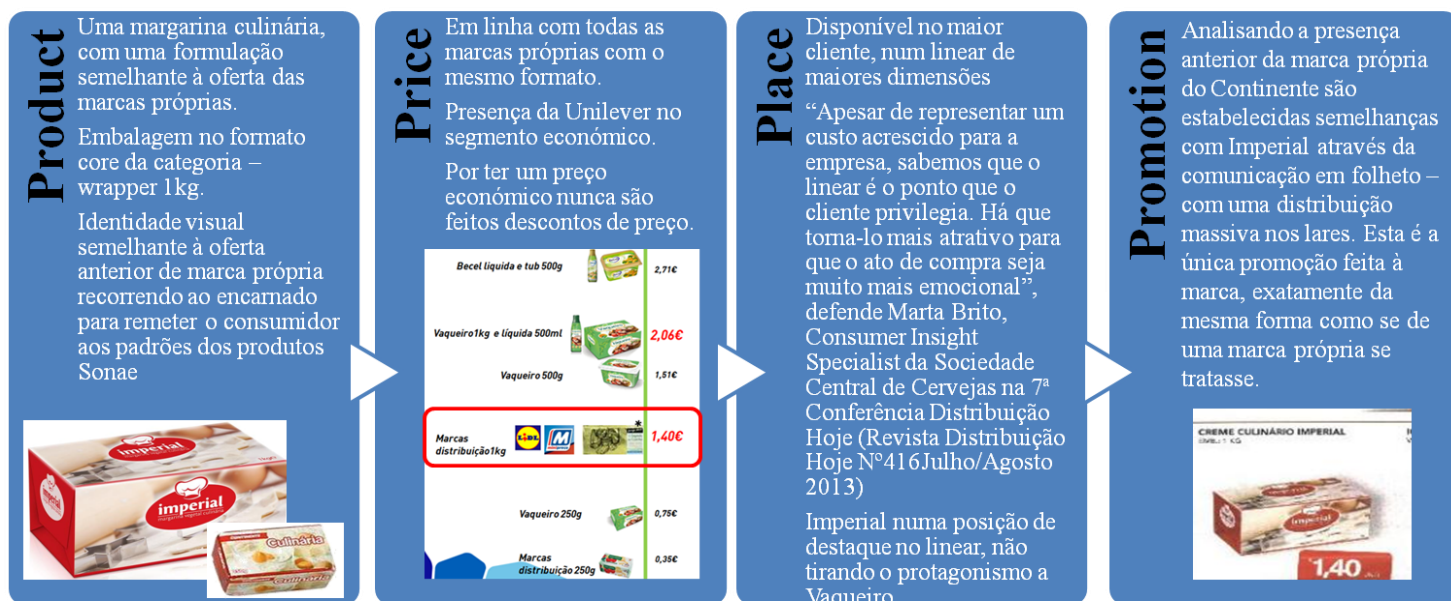 Product
Uma margarina culinária,
com uma formulação
semelhante à oferta das
marcas próprias.
Embalagem no formato
core da categoria –
wrapper 1kg.
Identidade visual
semelhante à oferta
anterior de marca própria
recorrendo ao encarnado
para remeter o consumidor
aos padrões dos produtos
Sonae
imperial
imperial
margarina vegetal culinária
imperial
Culinária
Culinária
Price
Em linha com todas as
marcas próprias com o
mesmo formato.
Presença da Unilever no
segmento económico.
Por ter um preço
económico nunca são
feitos descontos de preço.
Becel líquida e tub 500g
2,71€
Vaqueiro1kg e líquida 500ml
2,06€
Vaqueiro 500g
1,51€
Marcas
distribuição1kg
LiDL
M
*
1,40€
Vaqueiro 250g
0,75€
Marcas
distribuição 250g
0,35€
Place
Disponível no maior
cliente, num linear de
maiores dimensões
“Apesar de representar um
custo acrescido para a
empresa, sabemos que o
linear é o ponto que o
cliente privilegia. Há que
torna-lo mais atrativo para
que o ato de compra seja
muito mais emocional”,
defende Marta Brito,
Consumer Insight
Specialist da Sociedade
Central de Cervejas na 7ª
Conferência Distribuição
Hoje (Revista Distribuição
Hoje Nº416Julho/Agosto
2013)
Imperial numa posição de
destaque no linear, não
tirando o protagonismo a
Vaqueiro
Promotion
Analisando a presença
anterior da marca própria
do Continente são
estabelecidas semelhanças
com Imperial através da
comunicação em folheto –
com uma distribuição
massiva nos lares. Esta é a
única promoção feita à
marca, exatamente da
mesma forma como se de
uma marca própria se
tratasse.
CREME CULINÁRIO IMPERIAL
EMB.: 1 KG
imperial
1,40